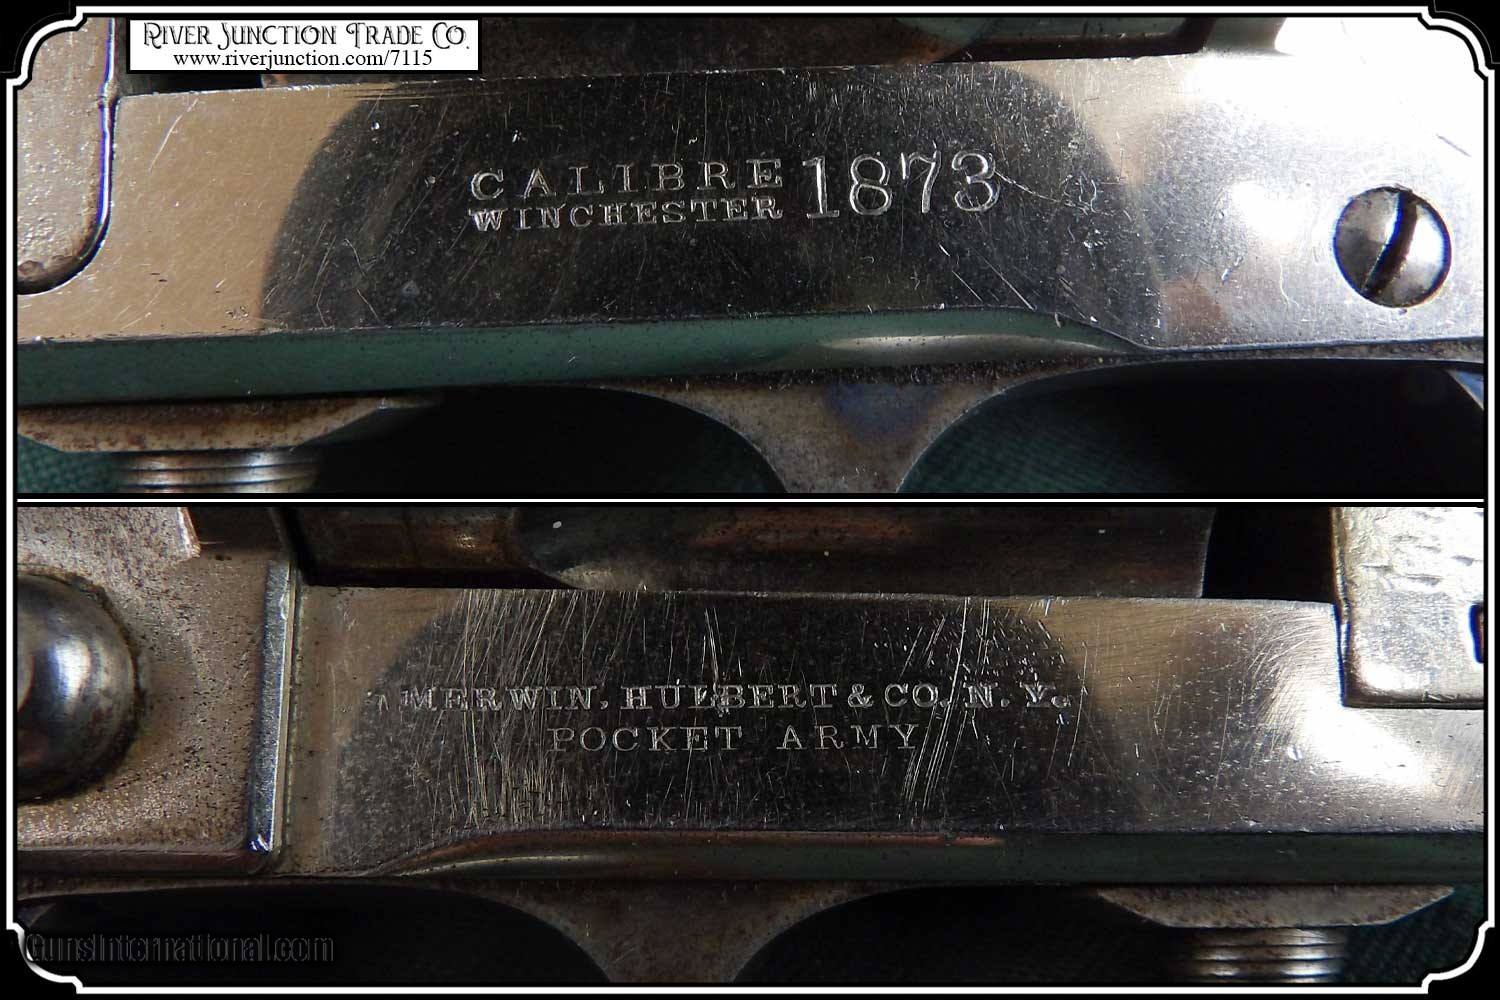 RIVER JUNCTION TRADE CO.
www.riverjunction.com/7115
CALIBRE
WINCHESTER 1873
MERWIN, HULBERT & CO. N. Y.
POCKET ARMY
GunsInternational.com